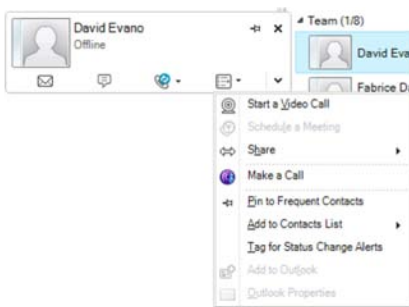 David Evano
Offline
Team (1/8)
David Eva
Fabrice Da
Start a Video Call
Schedule a Meeting
Share
Make a Call
Pin to Frequent Contacts
Add to Contacts List
Tag for Status Change Alerts
Add to Outlook
Outlook Properties